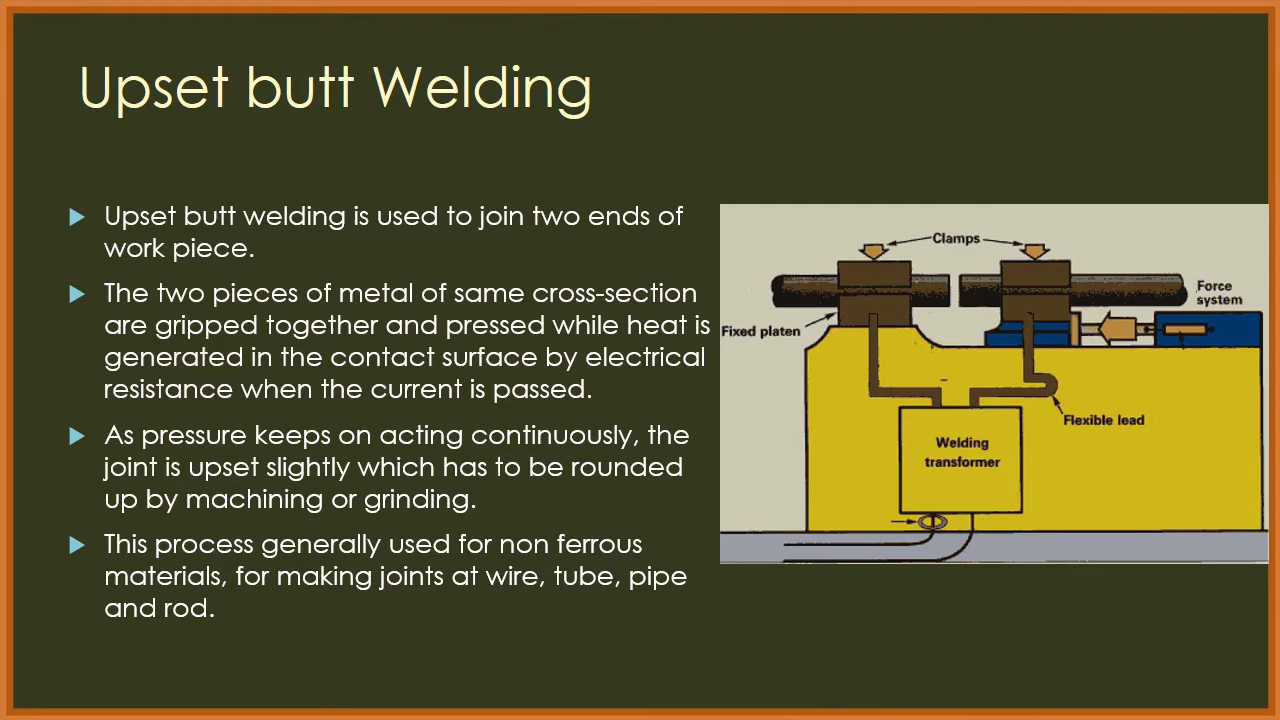 Upset butt Welding
Upset butt welding is used to join two ends of
work piece.
The two pieces of metal of same cross-section
are gripped together and pressed while heat is
generated in the contact surface by electrical
resistance when the current is passed.
As pressure keeps on acting continuously, the
joint is upset slightly which has to be rounded
up by machining or grinding.
This process generally used for non ferrous
materials, for making joints at wire, tube, pipe
and rod.
Clamps
Force
system
Fixed platen
Flexible lead
Welding
transformer